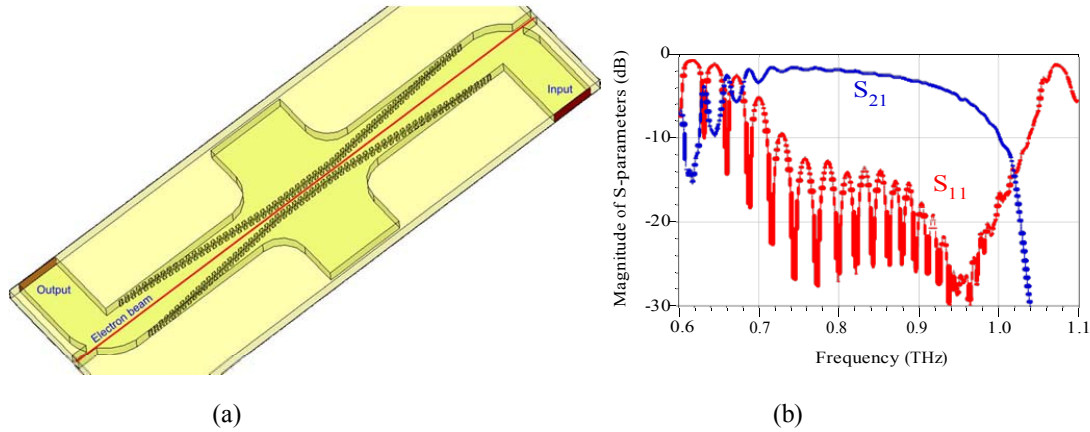 Input
Output
Electron beam
(a)
Magnitude of S-parameters (dB)
0
-10
-20
-30
S21
S11
0.6 0.7 0.8 0.9 1.0 1.1
Frequency (THz)
(b)